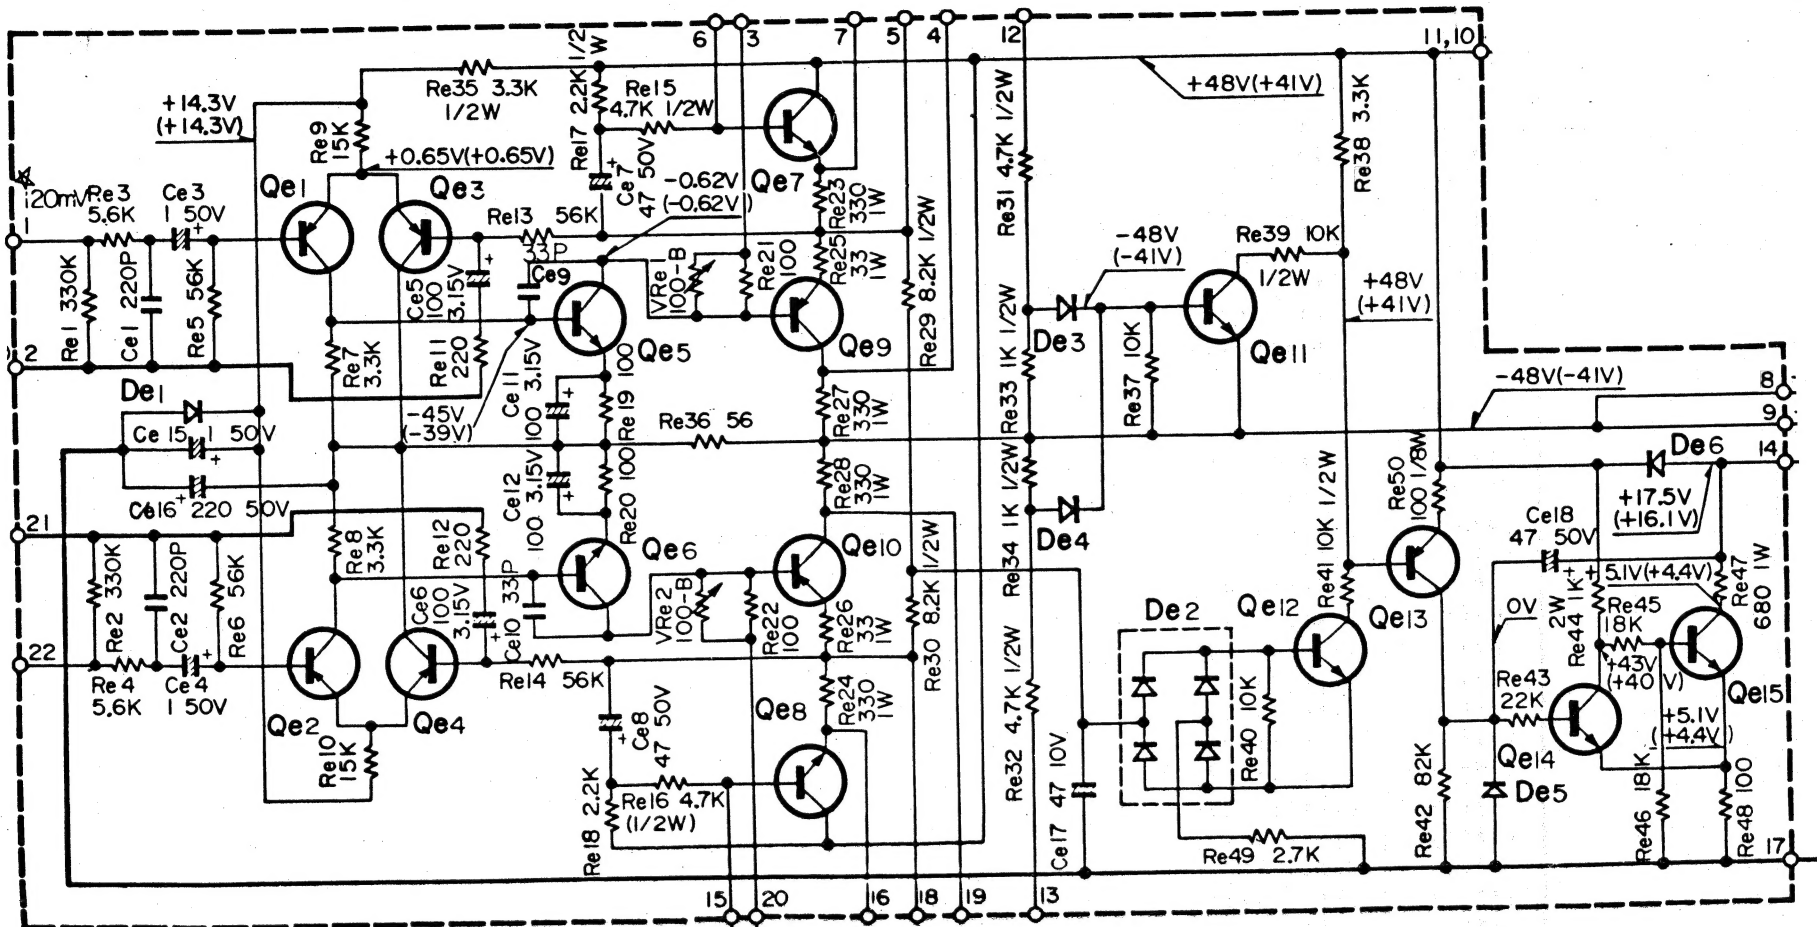 6
3
7
5
4
12
11,10
+48V(+41V)
+14.3V
(+14.3V)
Re35 3.3K
1/2W
Re9
15K
+0.65V(+0.65V)
Re17 2.2K 1/2
W
Re15
4.7K 1/2W
Ce7
47 50V
Qe7
-0.62V
(-0.62V)
Re31 4.7K 1/2W
Re38 3.3K
120mV
1
Re3
5.6K
Ce3
1 50V
+
Qe1
Qe3
Re13 56K
33P
Ce9
Re23
330
1W
Re25
33
1W
VRe1
100-B
Re21
100
Re29 8.2K 1/2W
-48V
(-41V)
Re39 10K
1/2W
+48V
(+41V)
Re1 330K
Ce1 220P
Re5 56K
Ce5
100
3.15V
Re11
220
Re7
3.3K
Qe5
Qe9
Qe11
De3
Re37 10K
Re33 1K 1/2W
2
-48V(-41V)
8
9
De1
Ce15 1 50V
+
Ce16 220 50V
+
-45V
(-39V)
Ce11
100 3.15V
Re19 100
Re36 56
Re27
330
1W
De6
14
+17.5V
(+16.1V)
Ce12
100 3.15V
Re20 100
Re28
330
1W
Re34 1K 1/2W
De4
Re50
100 1/8W
Ce18
47 50V
+
21
Re2 330K
Ce2 220P
Re6 56K
Re8
3.3K
Re12
220
Ce6
100
3.15V
Ce10 33P
Qe6
Qe10
VRe2
100-B
Re22
100
Re26
33
1W
Re30 8.2K 1/2W
De2
Qe12
Re41 10K 1/2W
Qe13
0V
Re44 1K
2W
+5.1V(+4.4V)
Re45
18K
Re47
680 1W
22
Re4
5.6K
Ce4
1 50V
+
Qe2
Qe4
Re10
15K
Re14 56K
Ce8
47 50V
+
Qe8
Re24
330
1W
Re32 4.7K 1/2W
Re40 10K
Re43
22K
+43V
(+40V)
Qe15
+5.1V
(+4.4V)
Qe14
Re18 2.2K
Re16 4.7K
(1/2W)
Ce17 47 10V
Re49 2.7K
Re42 82K
De5
Re46 18K
Re48 100
17
15
20
16
18
19
13